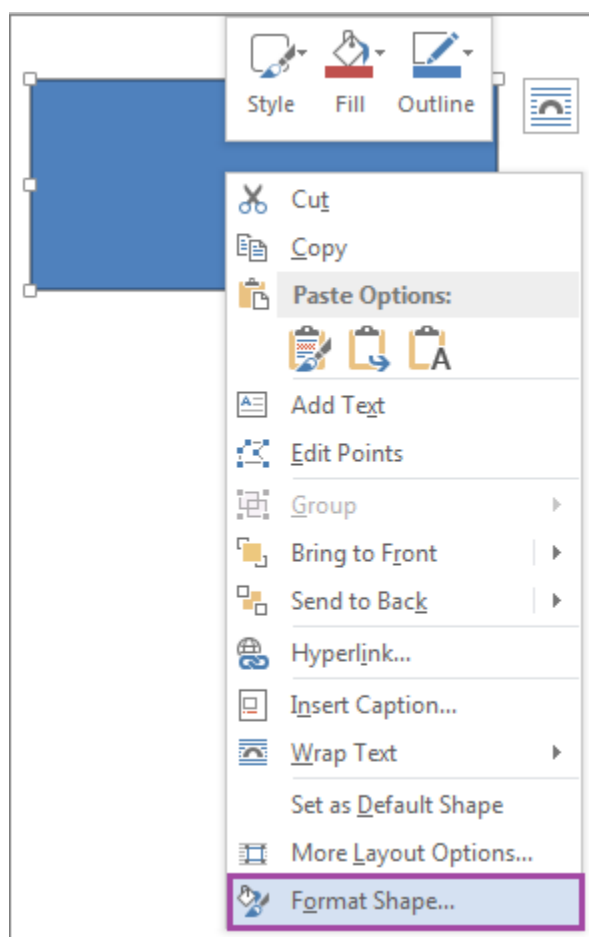 Style Fill Outline
Cut
Copy
Paste Options:
A
Add Text
Edit Points
Group
Bring to Front
Send to Back
Hyperlink...
Insert Caption...
Wrap Text
Set as Default Shape
More Layout Options...
Format Shape...